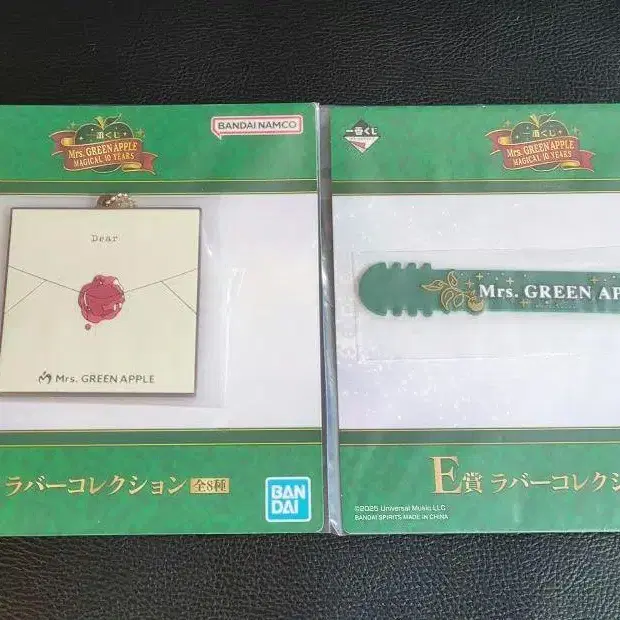 一番くじ
Mrs. GREEN APPLE
MAGICAL 10 YEARS
BANDAI NAMCO
Dear
Mrs. GREEN APPLE
ラバーコレクション 全8種
BAN
DAI
一番くじ
一番くじ
Mrs. GREEN APPLE
MAGICAL 10 YEARS
Mrs. GREEN AP
E賞 ラバーコレクシ
©2025 Universal Music LLC
BANDAI SPIRITS MADE IN CHINA